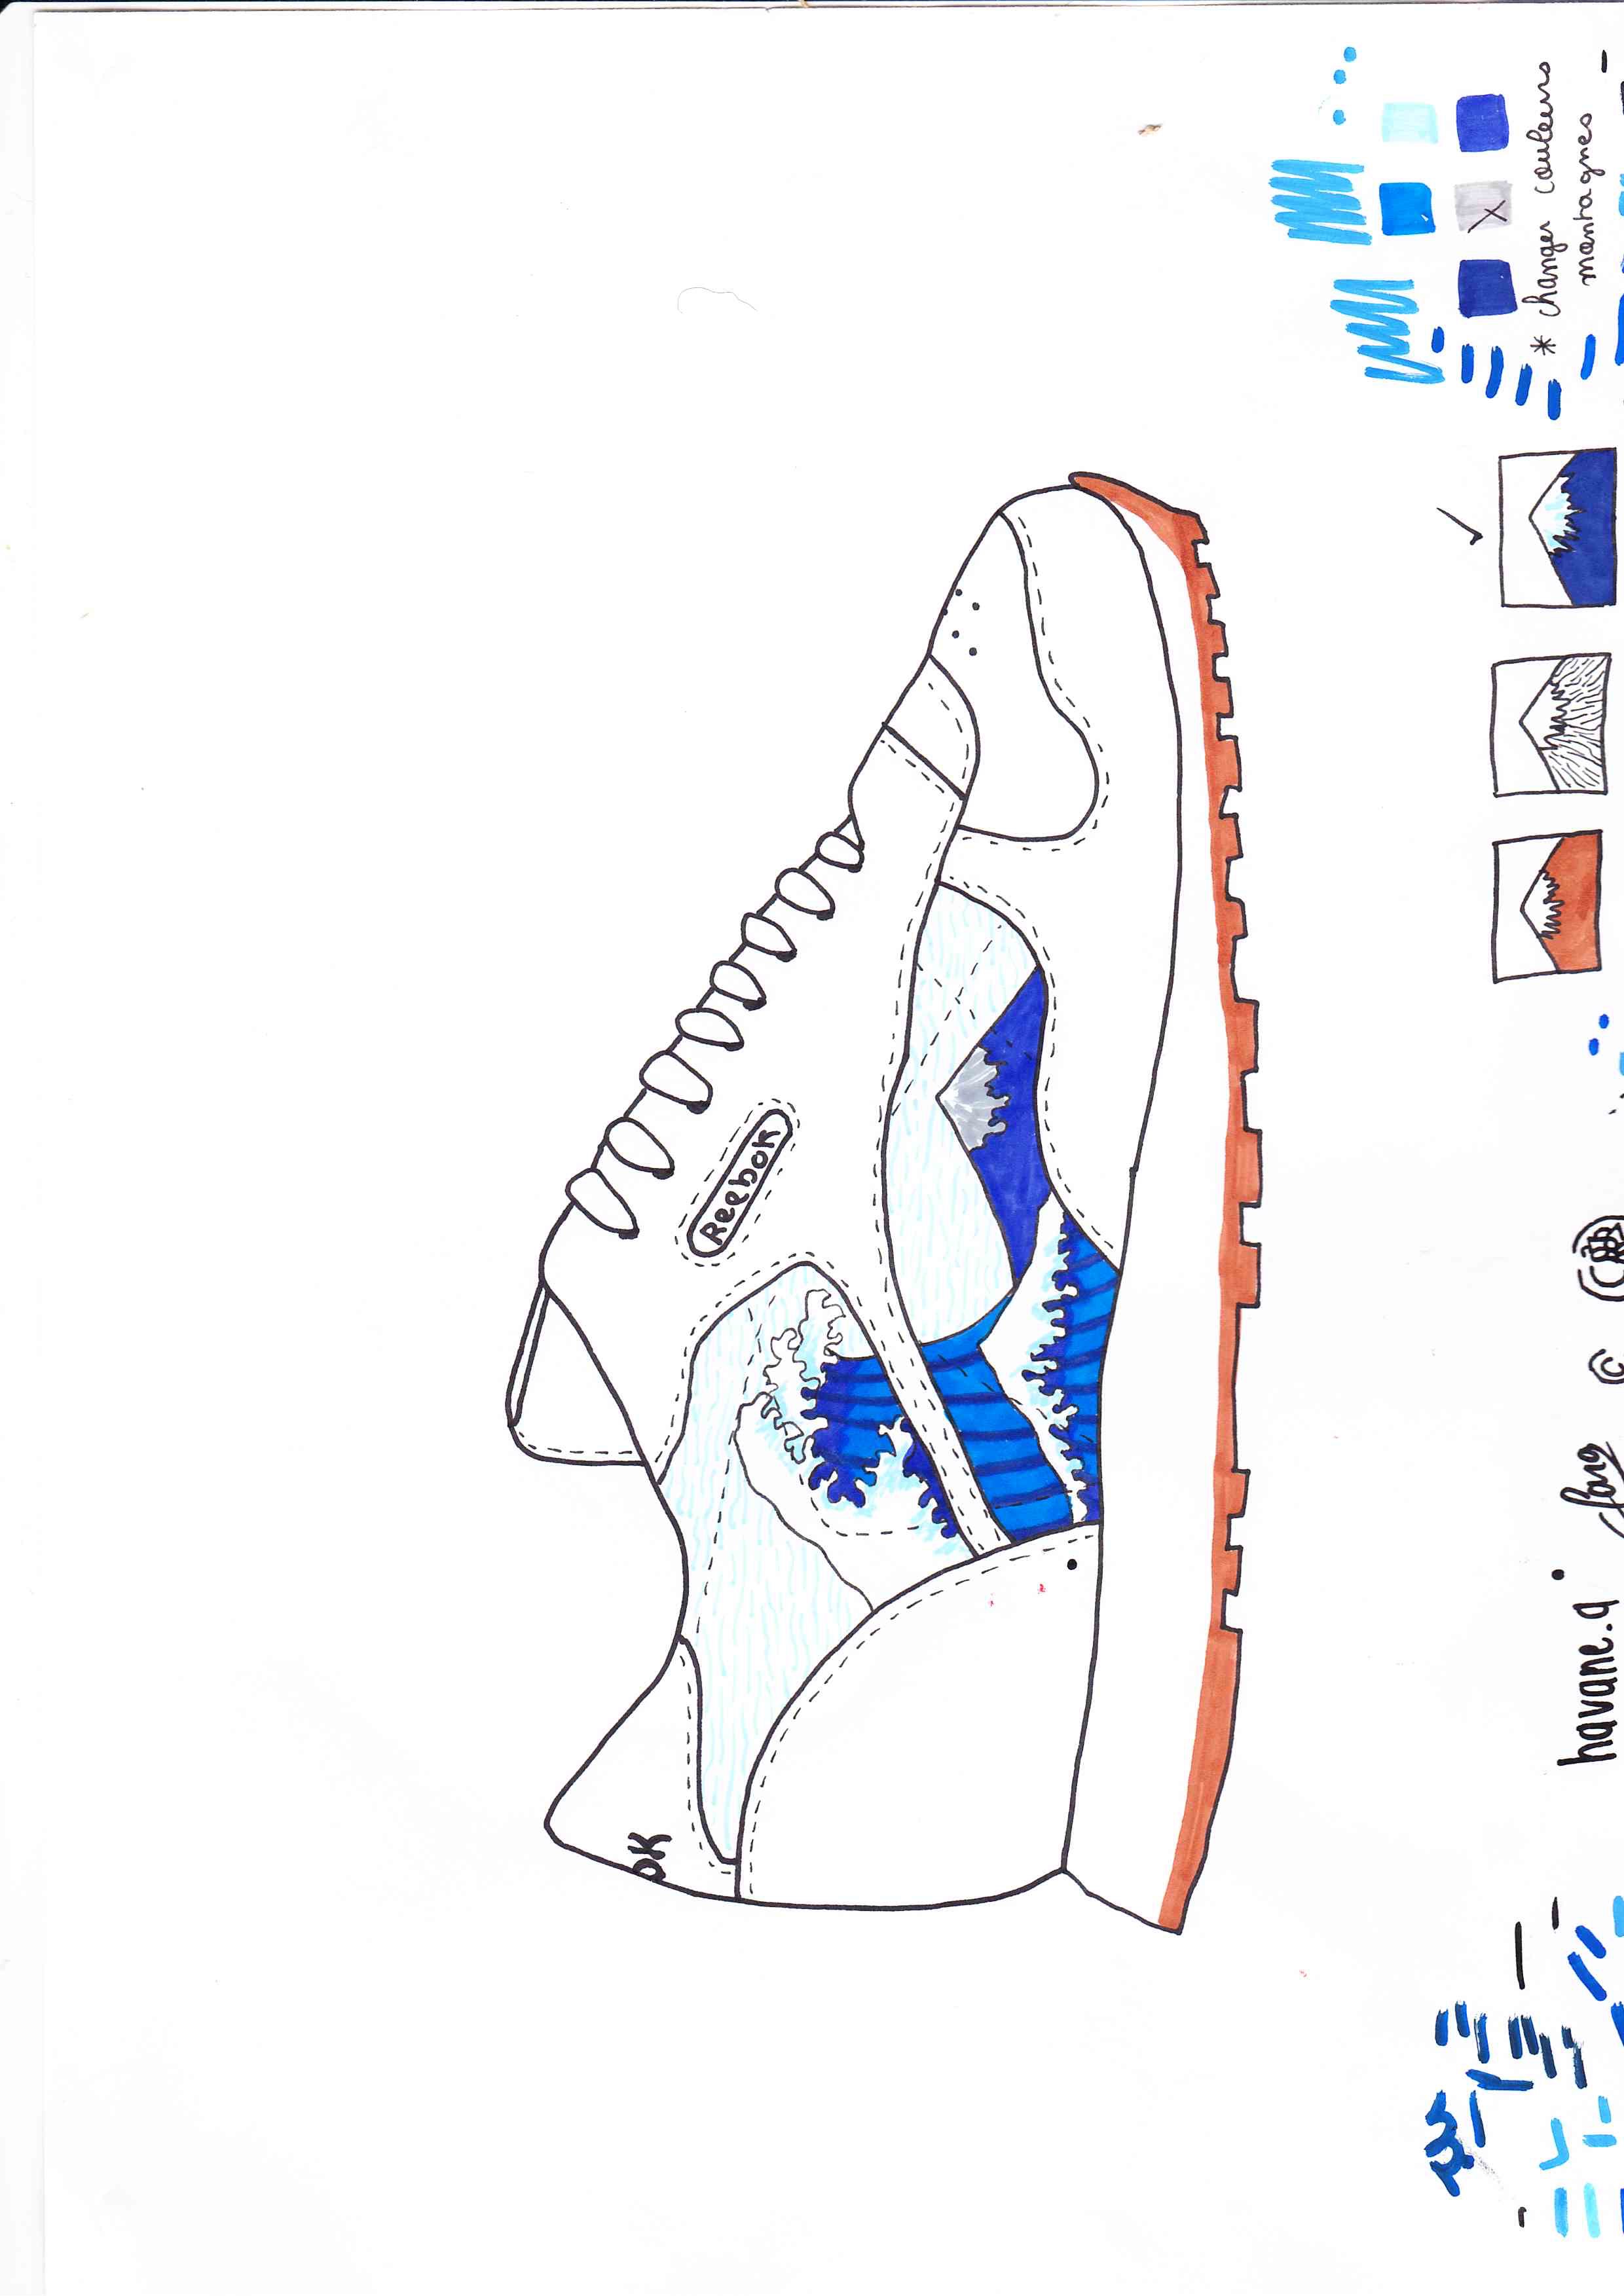 Reebok
OK
* changer couleurs
montagnes
X
havane.q
©